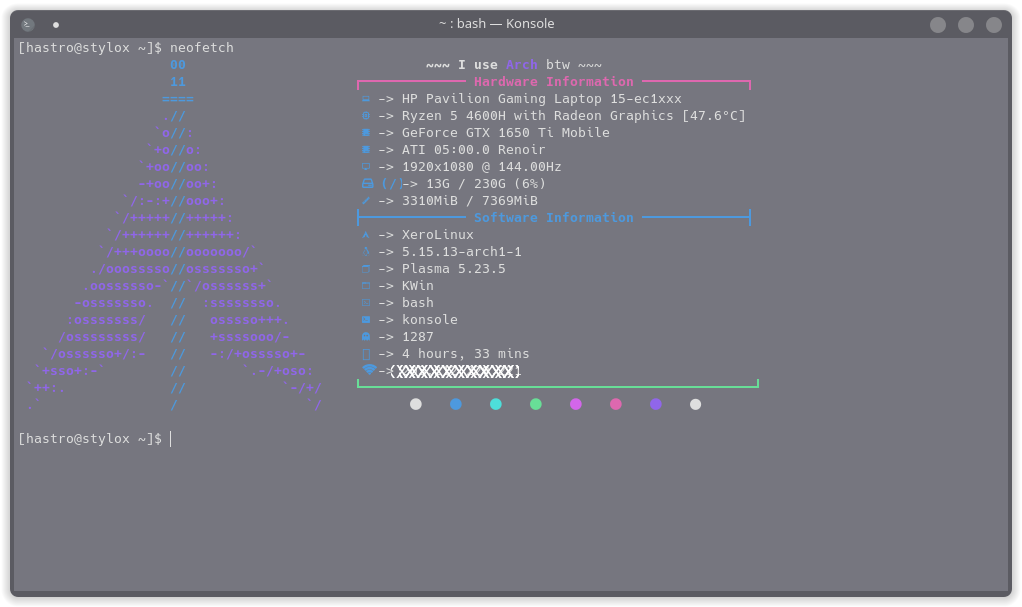 ~ : bash — Konsole
[hastro@stylox ~]$ neofetch
~~~ I use Arch btw ~~~
Hardware Information
-> HP Pavilion Gaming Laptop 15-ec1xxx
-> Ryzen 5 4600H with Radeon Graphics [47.6°C]
-> GeForce GTX 1650 Ti Mobile
-> ATI 05:00.0 Renoir
-> 1920x1080 @ 144.00Hz
(/)-> 13G / 230G (6%)
-> 3310MiB / 7369MiB
Software Information
-> XeroLinux
-> 5.15.13-arch1-1
-> Plasma 5.23.5
-> KWin
-> bash
-> konsole
-> 1287
-> 4 hours, 33 mins
->
[hastro@stylox ~]$